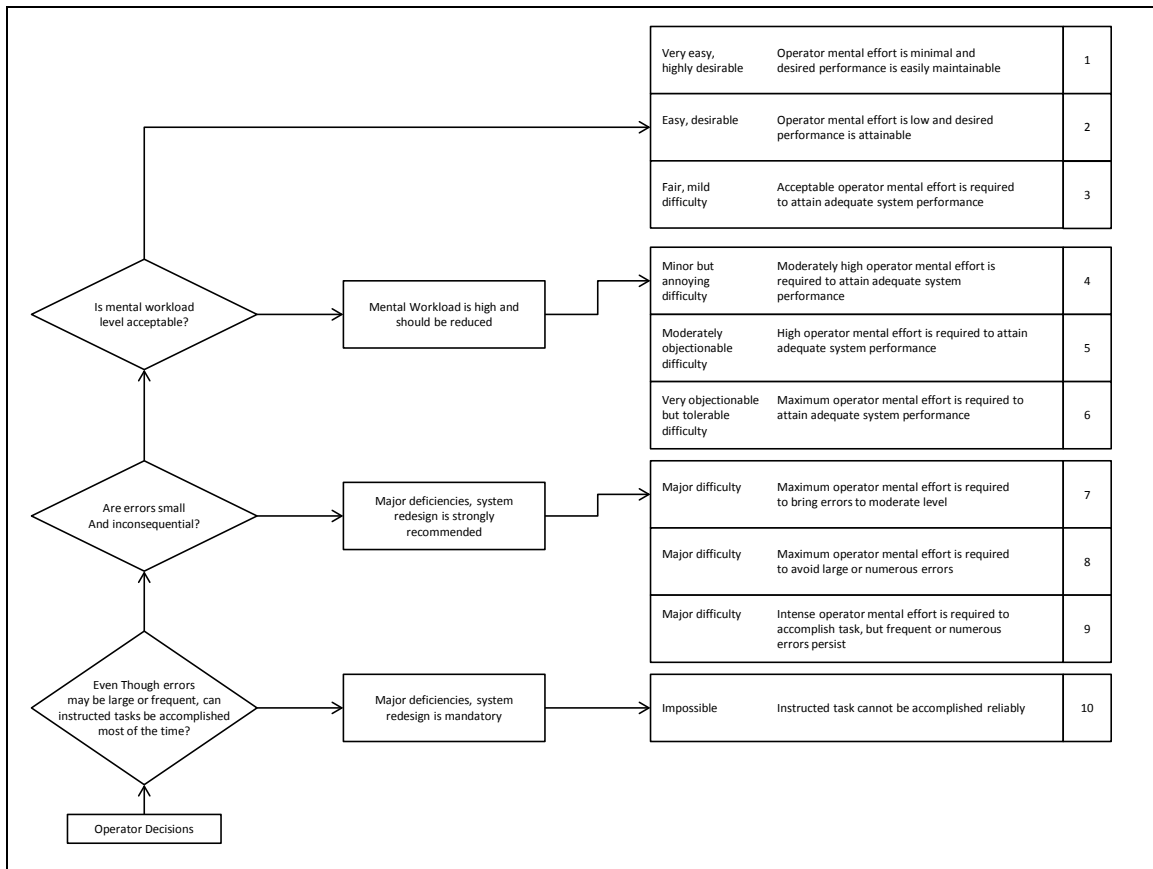 Very easy,
highly desirable
Operator mental effort is minimal and
desired performance is easily maintainable
1
Easy, desirable
Operator mental effort is low and desired
performance is attainable
2
Fair, mild
difficulty
Acceptable operator mental effort is required
to attain adequate system performance
3
Is mental workload
level acceptable?
Mental Workload is high and
should be reduced
Minor but
annoying
difficulty
Moderately high operator mental effort is
required to attain adequate system
performance
4
Moderately
objectionable
difficulty
High operator mental effort is required to attain
adequate system performance
5
Very objectionable
but tolerable
difficulty
Maximum operator mental effort is required to
attain adequate system performance
6
Are errors small
And inconsequential?
Major deficiencies, system
redesign is strongly
recommended
Major difficulty
Maximum operator mental effort is required
to bring errors to moderate level
7
Major difficulty
Maximum operator mental effort is required
to avoid large or numerous errors
8
Major difficulty
Intense operator mental effort is required to
accomplish task, but frequent or numerous
errors persist
9
Even Though errors
may be large or frequent, can
instructed tasks be accomplished
most of the time?
Major deficiencies, system
redesign is mandatory
Impossible
Instructed task cannot be accomplished reliably
10
Operator Decisions